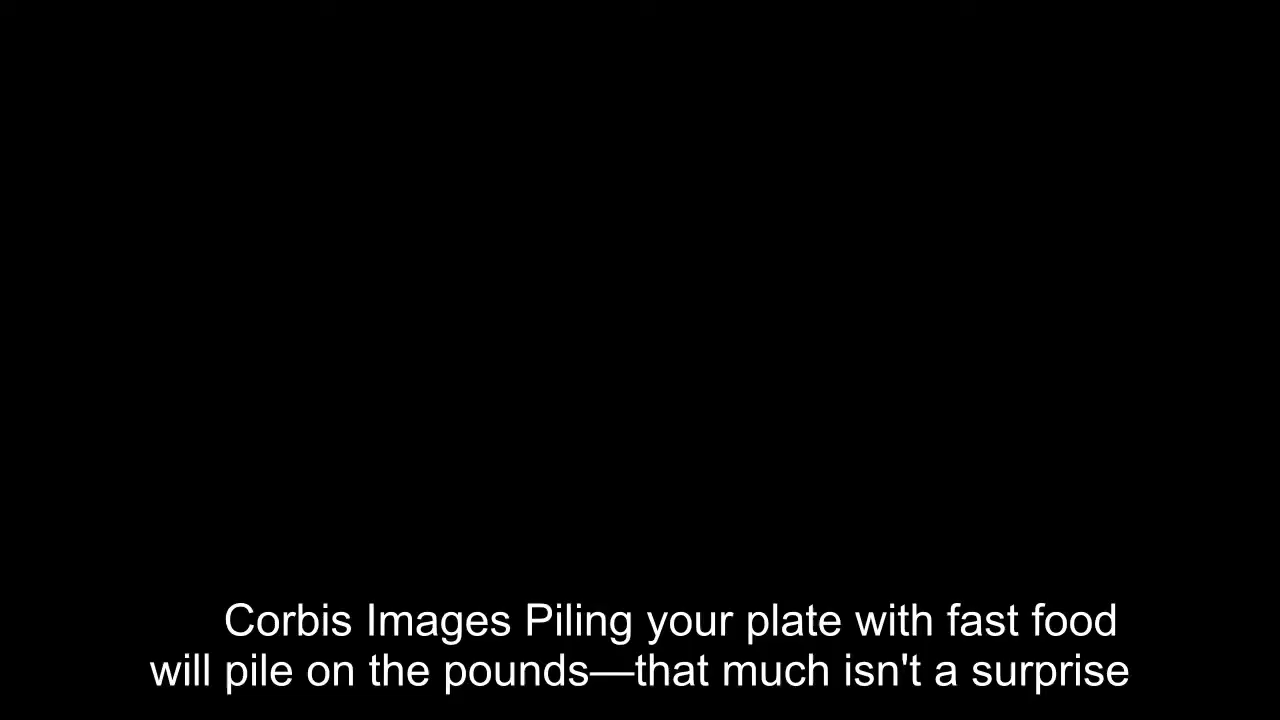 Corbis Images Piling your plate with fast food
will pile on the pounds—that much isn't a surprise